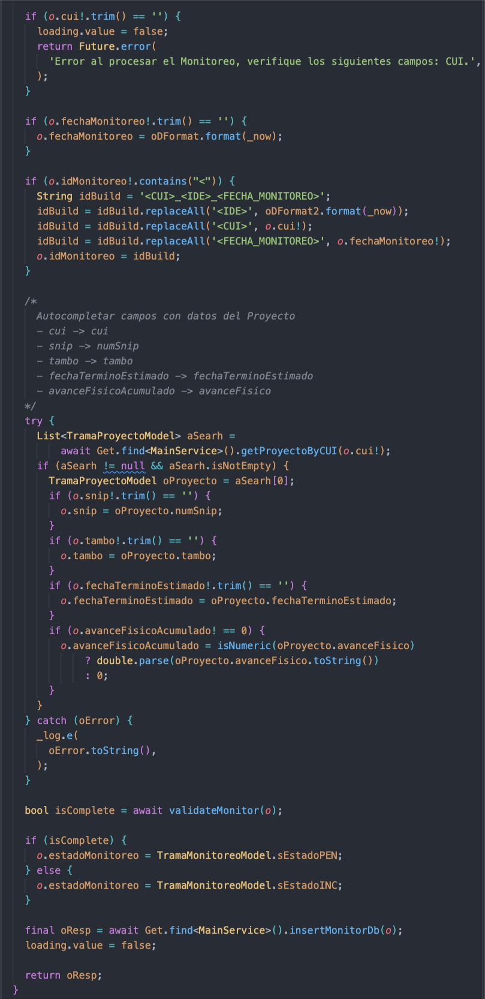 if (o.cui!.trim() == '') {
loading.value = false;
return Future.error(
'Error al procesar el Monitoreo, verifique los siguientes campos: CUI.',
);
}
if (o.fechaMonitoreo!.trim() == '') {
o.fechaMonitoreo = oDFormat.format(_now);
}
if (o.idMonitoreo!.contains("<")) {
String idBuild = '<CUI>_<IDE>_<FECHA_MONITOREO>';
idBuild = idBuild.replaceAll('<IDE>', oDFormat2.format(_now));
idBuild = idBuild.replaceAll('<CUI>', o.cui!);
idBuild = idBuild.replaceAll('<FECHA_MONITOREO>', o.fechaMonitoreo!);
o.idMonitoreo = idBuild;
}
/*
Autocompletar campos con datos del Proyecto
- cui -> cui
- snip -> numSnip
- tambo -> tambo
- fechaTerminoEstimado -> fechaTerminoEstimado
- avanceFisicoAcumulado -> avanceFisico
*/
try {
List<TramaProyectoModel> aSearh =
await Get.find<MainService>().getProyectoByCUI(o.cui!);
if (aSearh != null && aSearh.isNotEmpty) {
TramaProyectoModel oProyecto = aSearh[0];
if (o.snip!.trim() == '') {
o.snip = oProyecto.numSnip;
}
if (o.tambo!.trim() == '') {
o.tambo = oProyecto.tambo;
}
if (o.fechaTerminoEstimado!.trim() == '') {
o.fechaTerminoEstimado = oProyecto.fechaTerminoEstimado;
}
if (o.avanceFisicoAcumulado! == 0) {
o.avanceFisicoAcumulado = isNumeric(oProyecto.avanceFisico)
? double.parse(oProyecto.avanceFisico.toString())
: 0;
}
}
} catch (oError) {
_log.e(
oError.toString(),
);
}
bool isComplete = await validateMonitor(o);
if (isComplete) {
o.estadoMonitoreo = TramaMonitoreoModel.sEstadoPEN;
} else {
o.estadoMonitoreo = TramaMonitoreoModel.sEstadoINC;
}
final oResp = await Get.find<MainService>().insertMonitorDb(o);
loading.value = false;
return oResp;
}